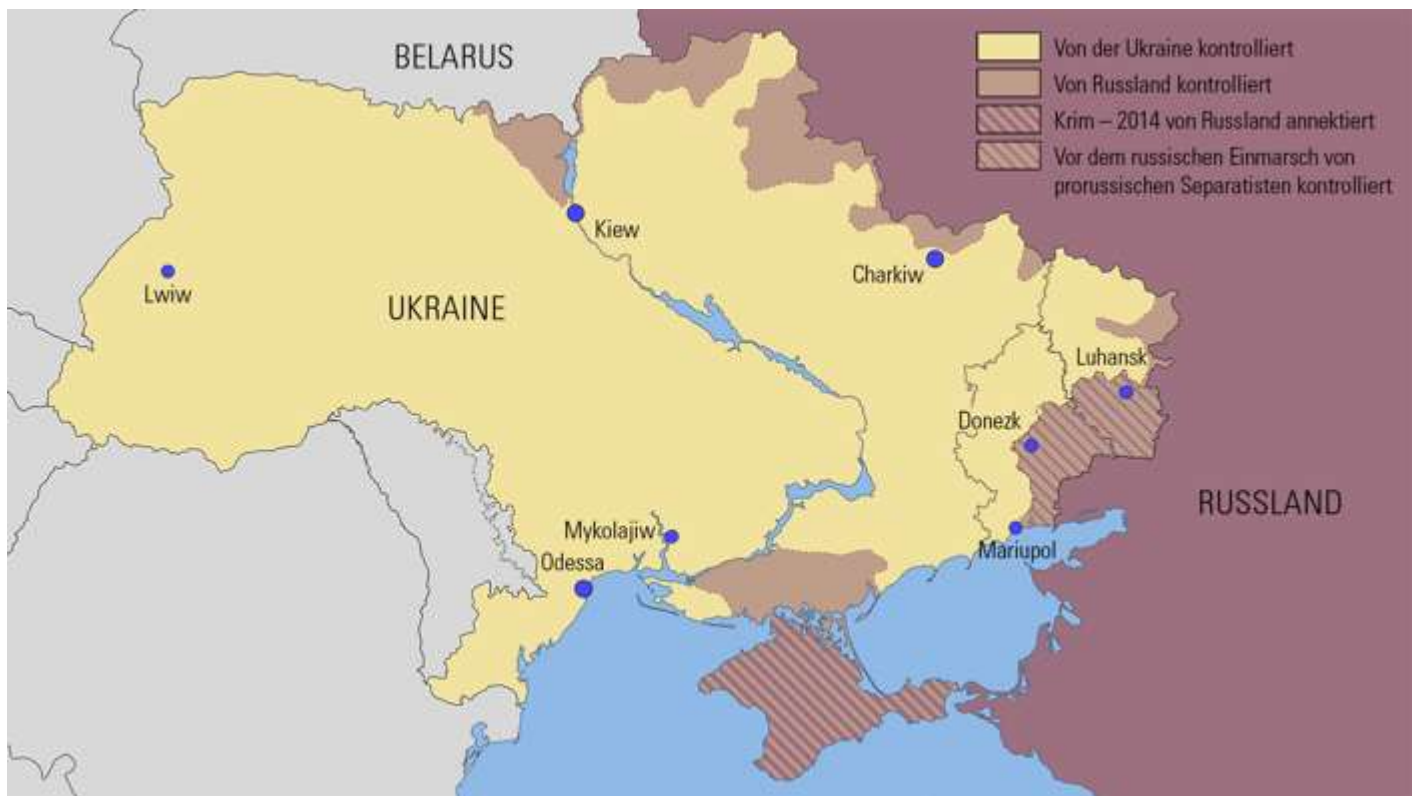 BELARUS
Von der Ukraine kontrolliert
Von Russland kontrolliert
Krim – 2014 von Russland annektiert
Vor dem russischen Einmarsch von
prorussischen Separatisten kontrolliert
Kiew
Charkiw
Lwiw
UKRAINE
Luhansk
Donezk
RUSSLAND
Mykolajiw
Mariupol
Odessa